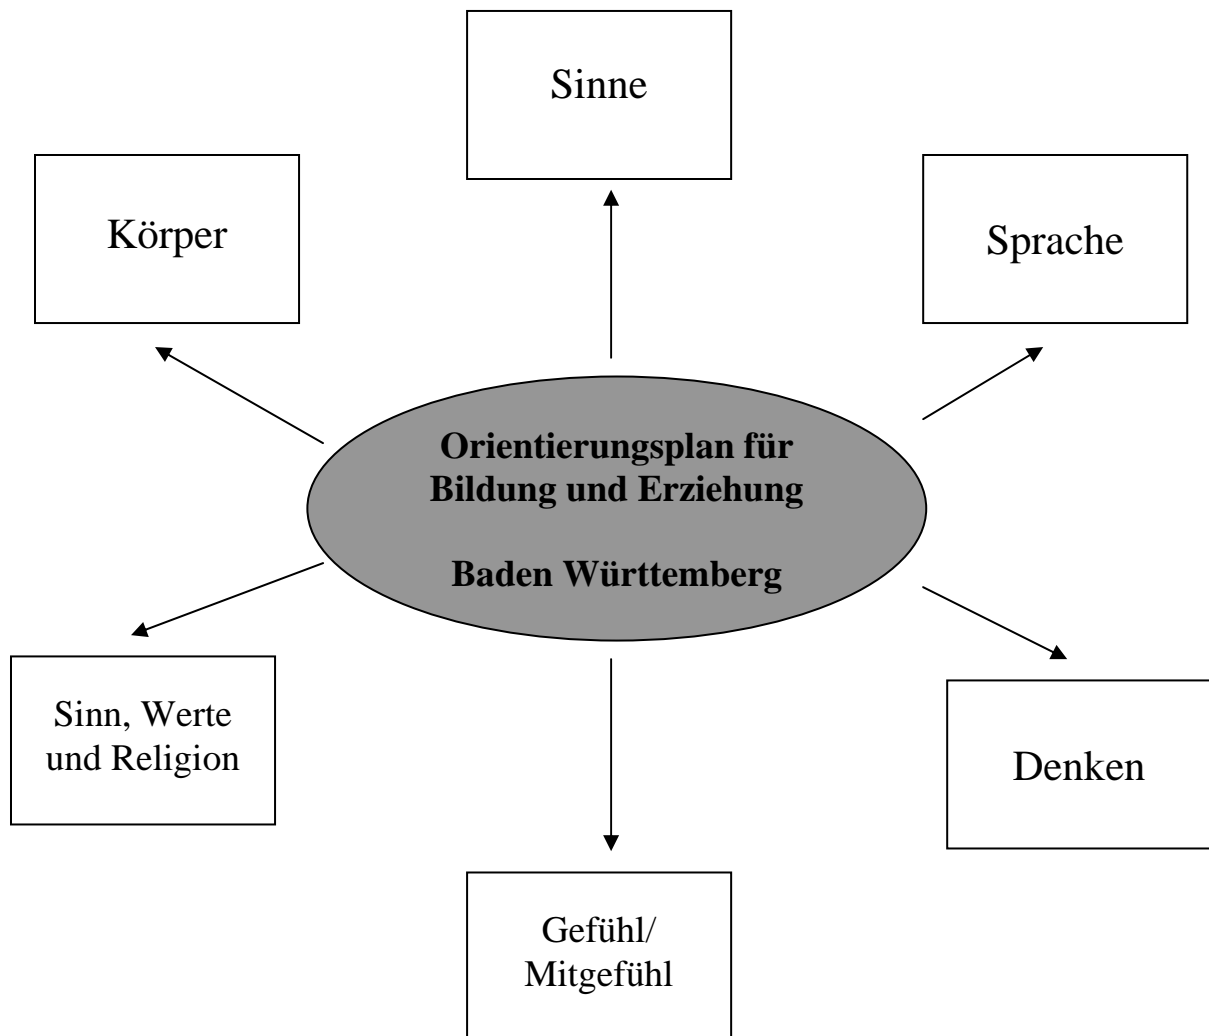 Sinne
Körper
Sprache
Orientierungsplan für
Bildung und Erziehung
Baden Württemberg
Sinn, Werte
und Religion
Denken
Gefühl/
Mitgefühl